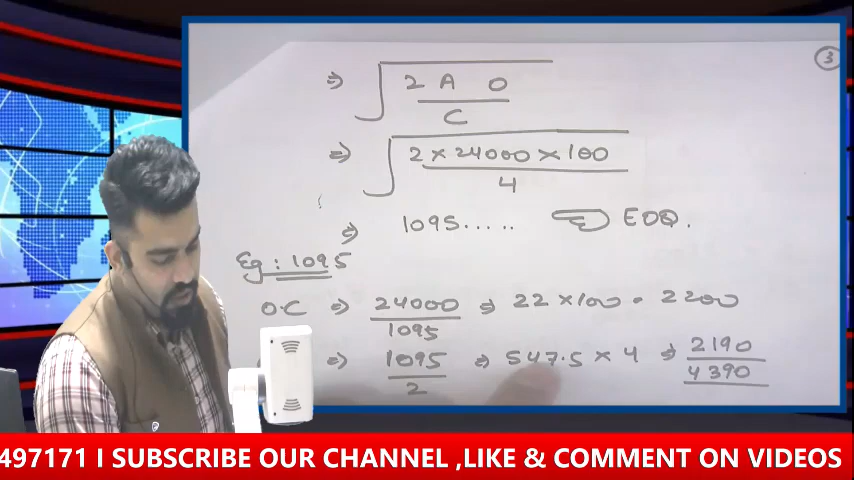 3
⇒ √ 2 A O / C
⇒ √ 2 × 24000 × 100 / 4
⇒ 1095..... EOQ.
Eg : 1095
O.C ⇒ 24000 / 1095 ⇒ 22 × 100 = 2200
⇒ 1095 / 2 ⇒ 547.5 × 4 ⇒ 2190
4390
497171 I SUBSCRIBE OUR CHANNEL ,LIKE & COMMENT ON VIDEOS